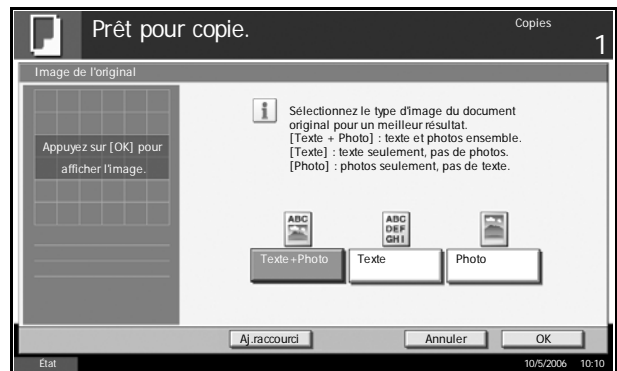 Prêt pour copie.
Copies
1
Image de l'original
Appuyez sur [OK] pour
afficher l'image.
Sélectionnez le type d'image du document
original pour un meilleur résultat.
[Texte + Photo] : texte et photos ensemble.
[Texte] : texte seulement, pas de photos.
[Photo] : photos seulement, pas de texte.
ABC
ABC
DEF
GHI
Texte+Photo
Texte
Photo
Aj.raccourci
Annuler
OK
État
10/5/2006 10:10